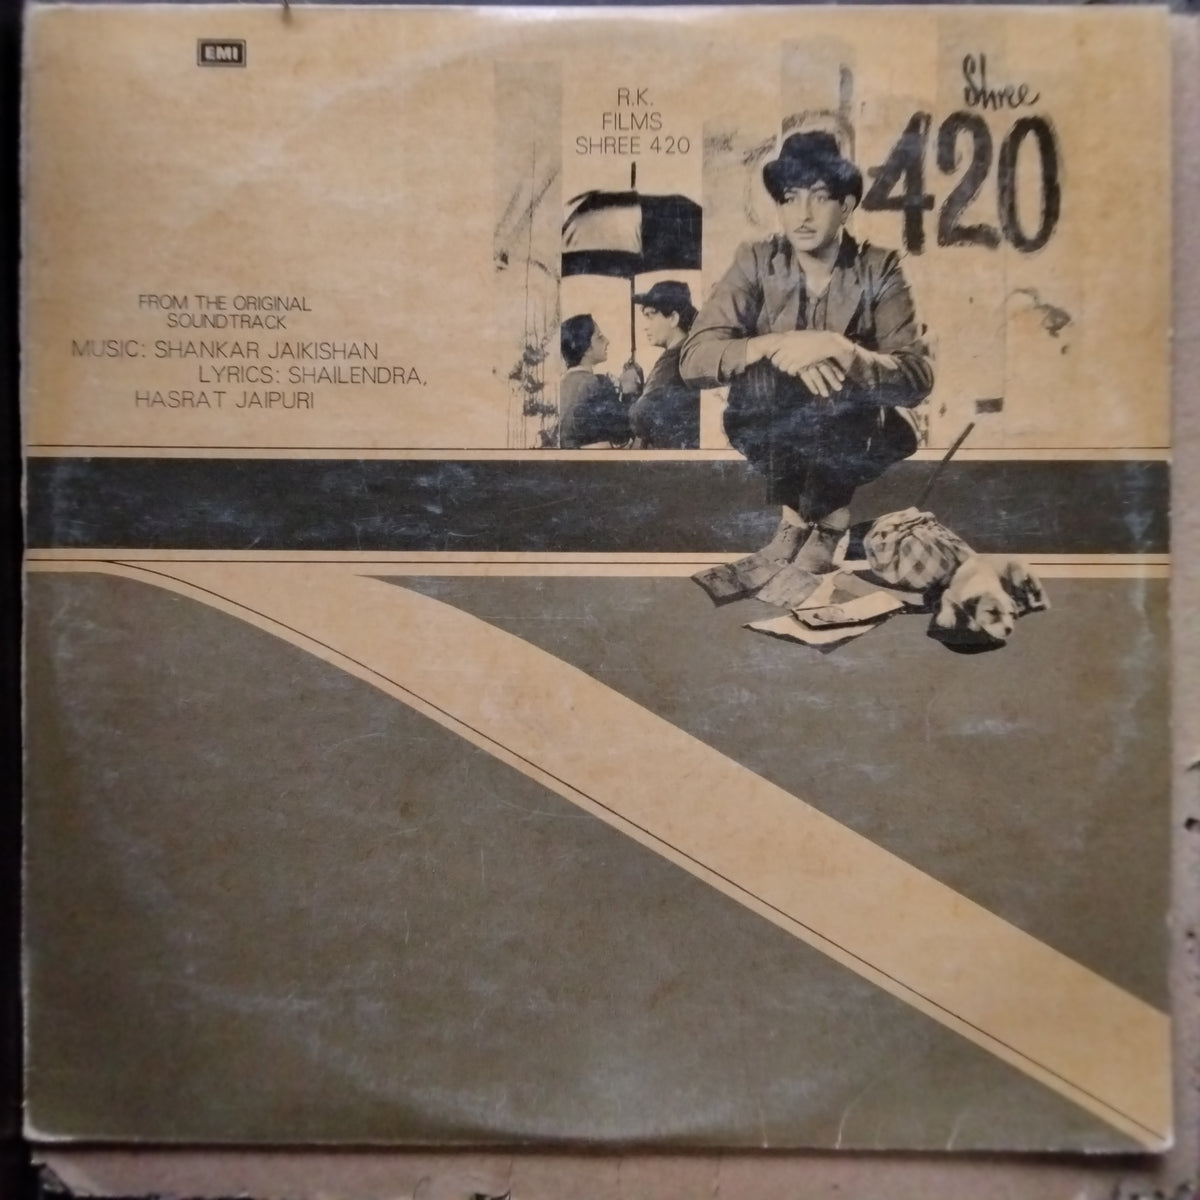 EMI
R.K.
FILMS
SHREE 420
Shree
420
FROM THE ORIGINAL
SOUNDTRACK
MUSIC: SHANKAR JAIKISHAN
LYRICS: SHAILENDRA,
HASRAT JAIPURI